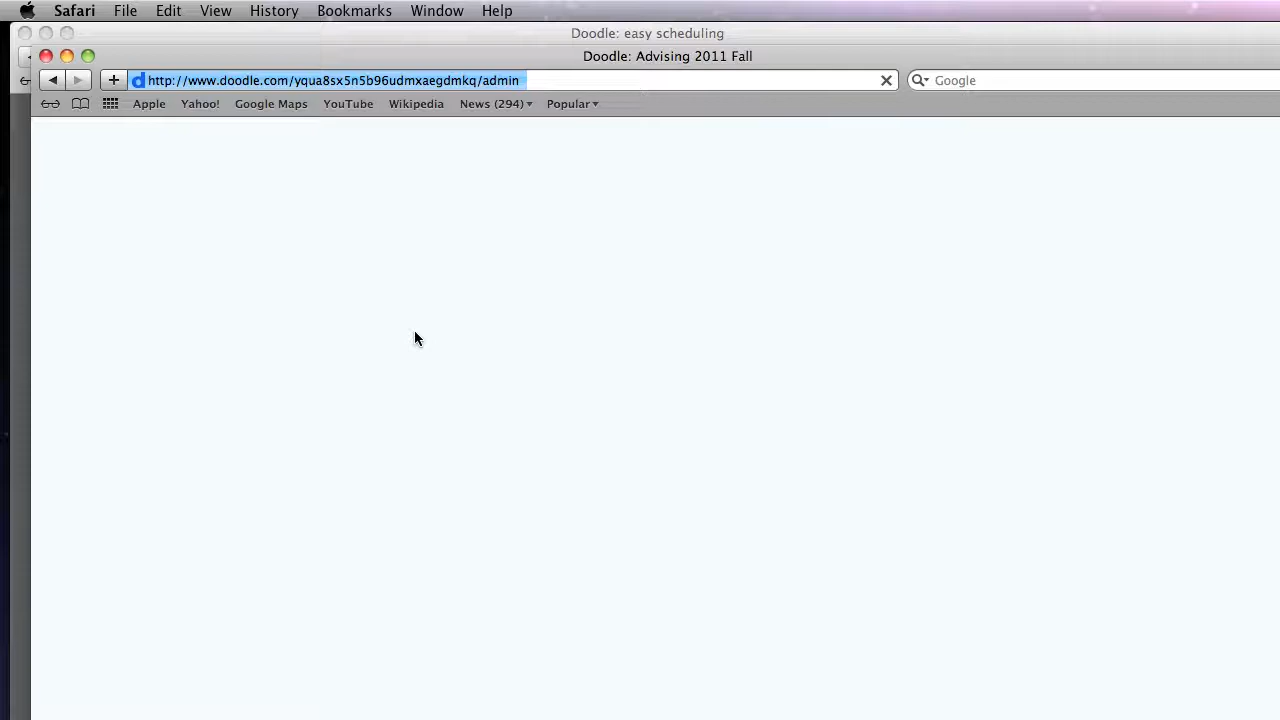 Safari File Edit View History Bookmarks Window Help
Doodle: easy scheduling
Doodle: Advising 2011 Fall
http://www.doodle.com/yqua8sx5n5b96udmxaegdmkq/admin Google
Apple Yahoo! Google Maps YouTube Wikipedia News (294) Popular